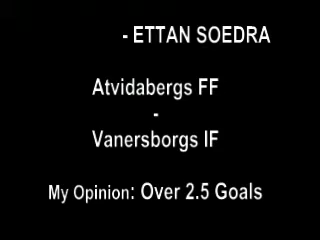 - ETTAN SOEDRA
Atvidabergs FF
-
Vanersborgs IF
My Opinion: Over 2.5 Goals